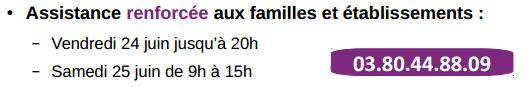 • Assistance renforcée aux familles et établissements :
– Vendredi 24 juin jusqu'à 20h
– Samedi 25 juin de 9h à 15h
03.80.44.88.09